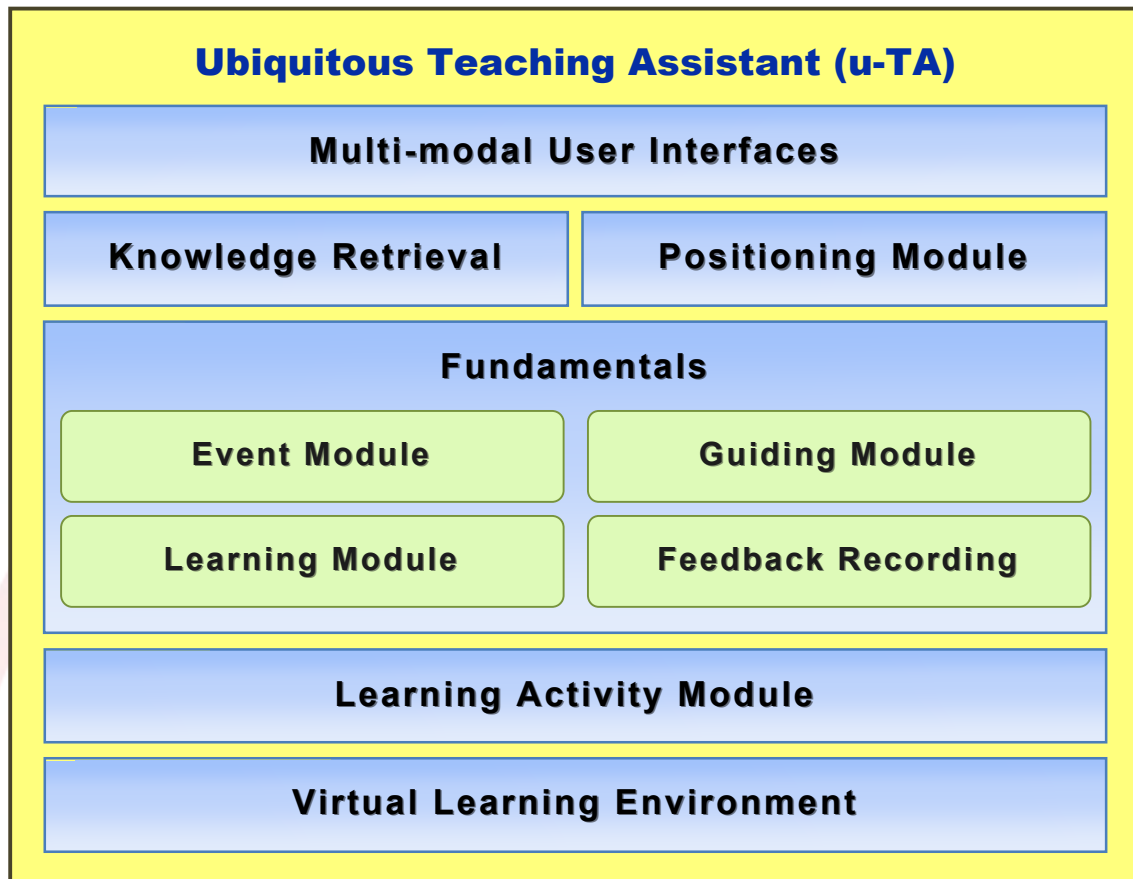 Ubiquitous Teaching Assistant (u-TA)
Multi-modal User Interfaces
Knowledge Retrieval
Positioning Module
Fundamentals
Event Module
Guiding Module
Learning Module
Feedback Recording
Learning Activity Module
Virtual Learning Environment